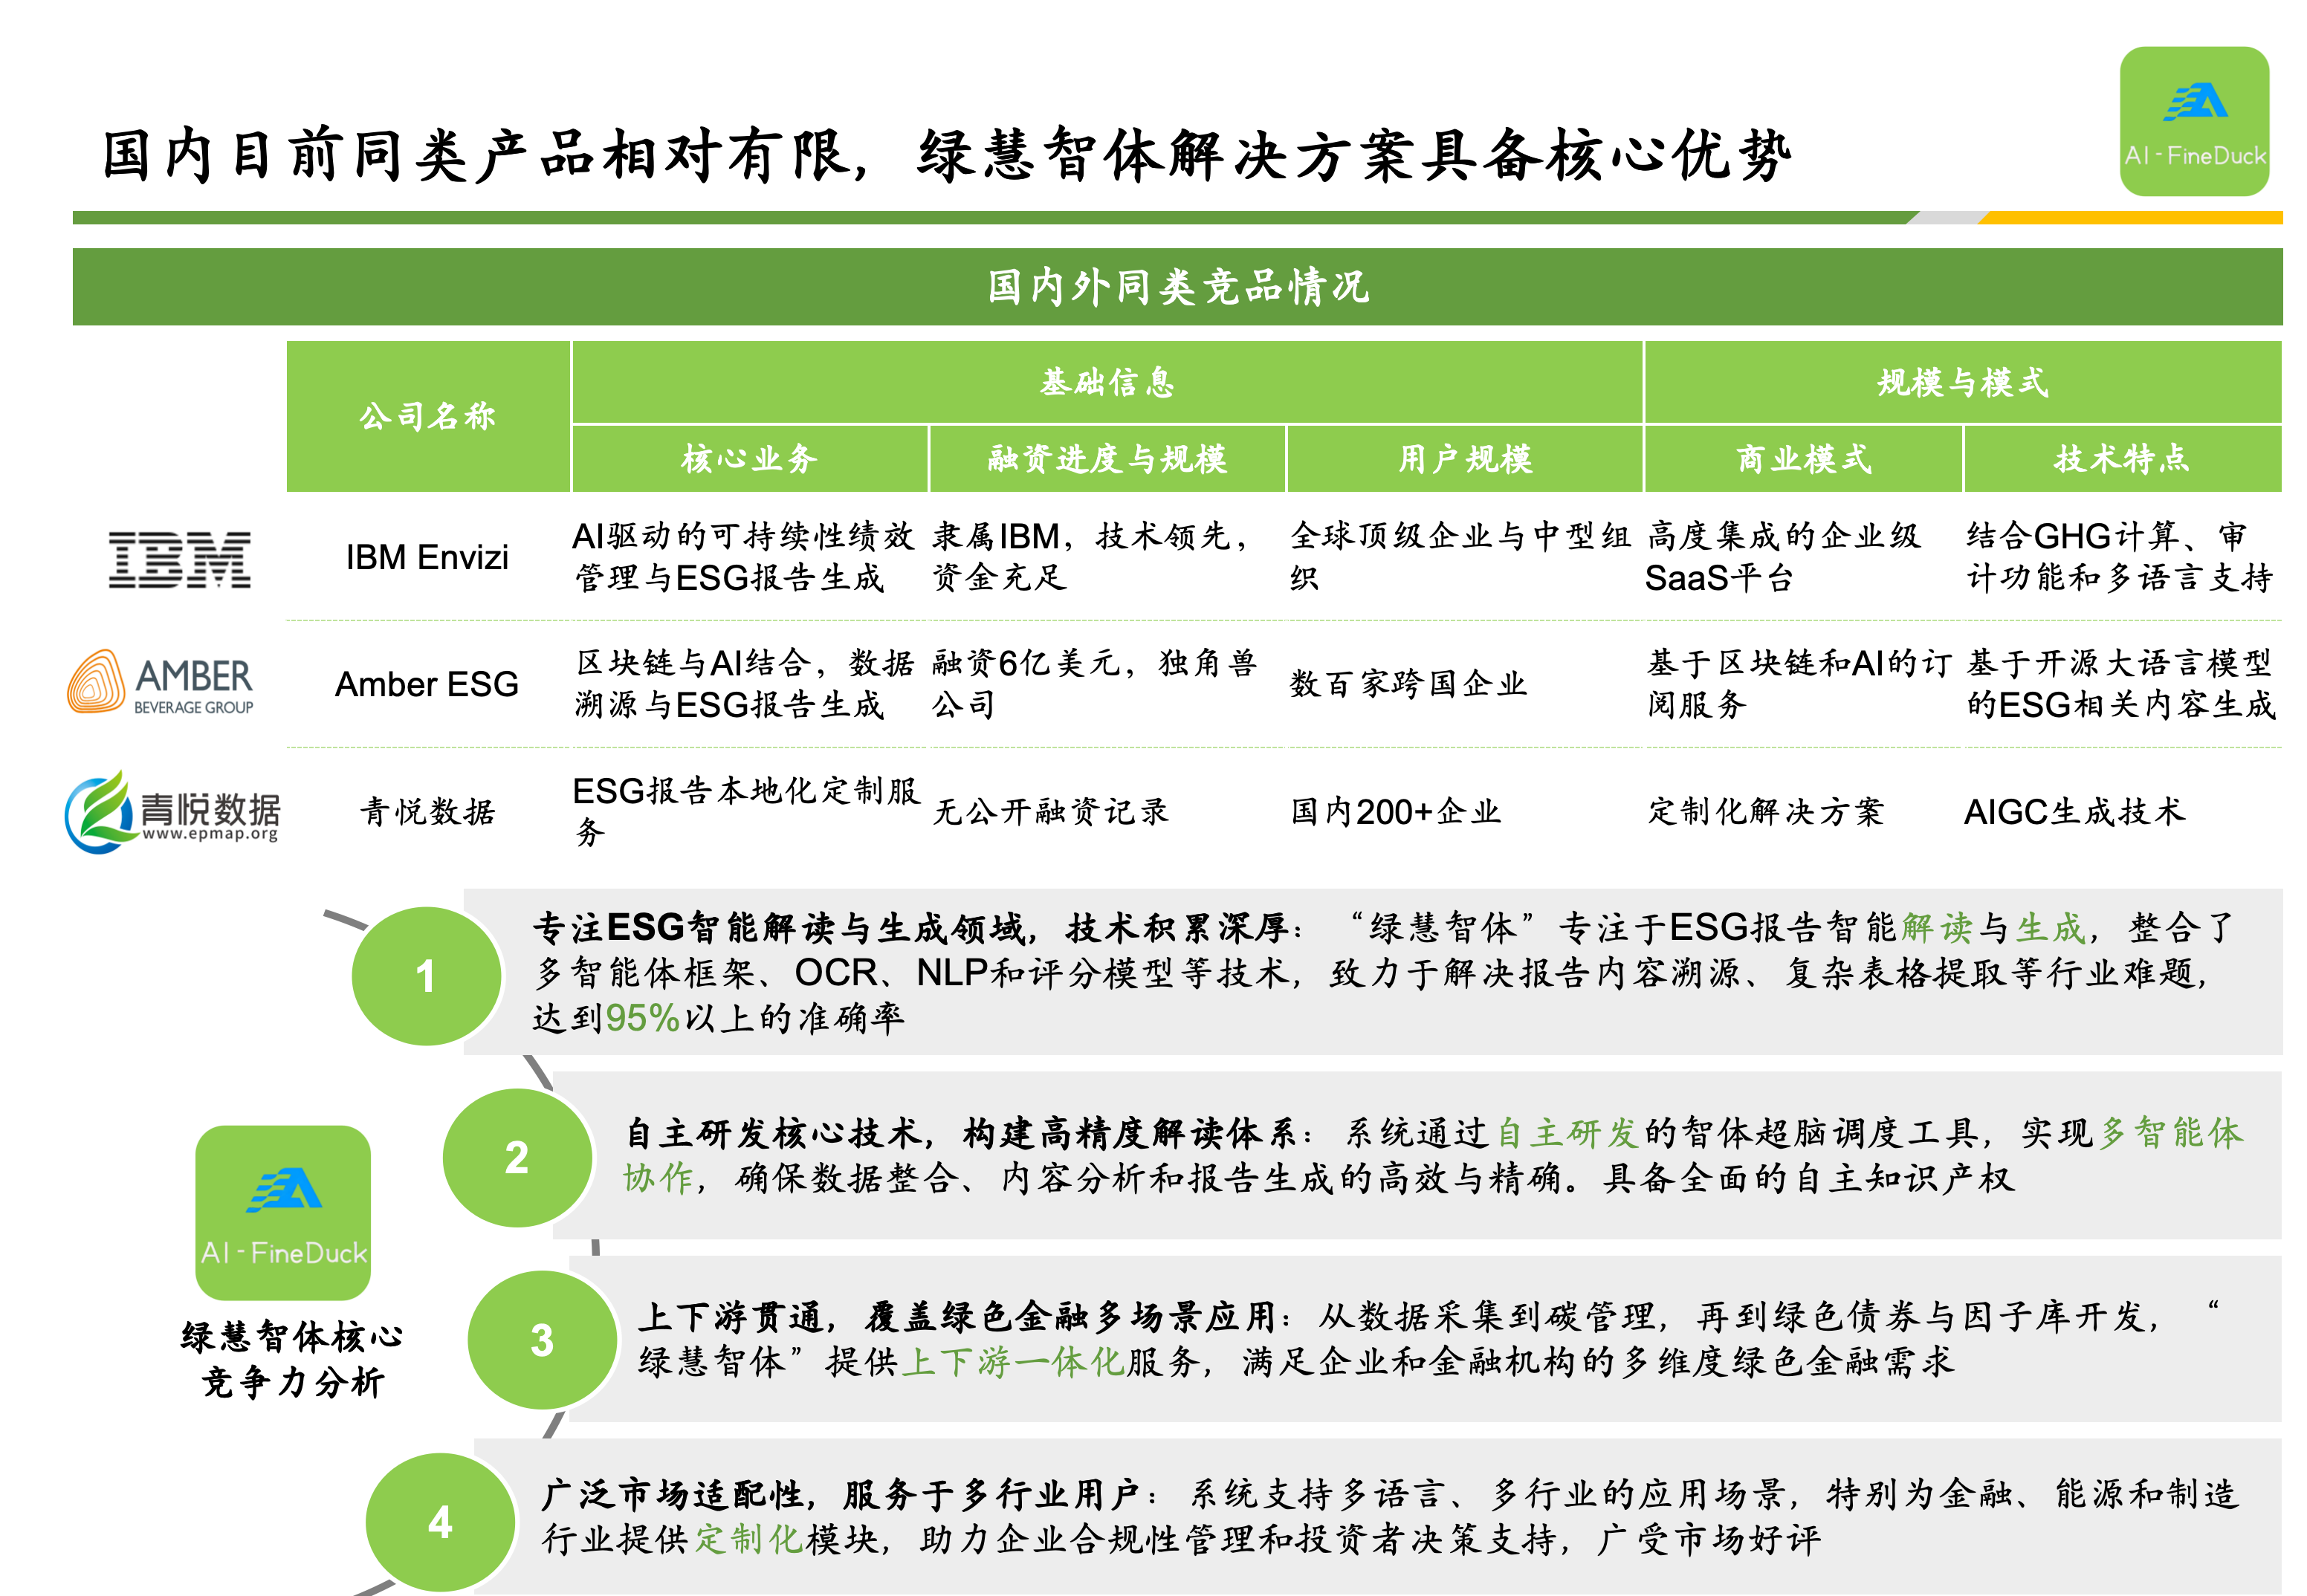 国内目前同类产品相对有限，绿慧智体解决方案具备核心优势
AI-FineDuck
国内外同类竞品情况
公司名称
基础信息
规模与模式
核心业务
融资进度与规模
用户规模
商业模式
技术特点
IBM
IBM Envizi
AI驱动的可持续性绩效
管理与ESG报告生成
隶属IBM，技术领先，
资金充足
全球顶级企业与中型组
织
高度集成的企业级
SaaS平台
结合GHG计算、审
计功能和多语言支持
AMBER
BEVERAGE GROUP
Amber ESG
区块链与AI结合，数据
溯源与ESG报告生成
融资6亿美元，独角兽
公司
数百家跨国企业
基于区块链和AI的订
阅服务
基于开源大语言模型
的ESG相关内容生成
青悦数据
www.epmap.org
青悦数据
ESG报告本地化定制服
务
无公开融资记录
国内200+企业
定制化解决方案
AIGC生成技术
1
专注ESG智能解读与生成领域，技术积累深厚：“绿慧智体”专注于ESG报告智能解读与生成，整合了
多智能体框架、OCR、NLP和评分模型等技术，致力于解决报告内容溯源、复杂表格提取等行业难题，
达到95%以上的准确率
2
自主研发核心技术，构建高精度解读体系：系统通过自主研发的智体超脑调度工具，实现多智能体
协作，确保数据整合、内容分析和报告生成的高效与精确。具备全面的自主知识产权
AI-FineDuck
绿慧智体核心
竞争力分析
3
上下游贯通，覆盖绿色金融多场景应用：从数据采集到碳管理，再到绿色债券与因子库开发，“
绿慧智体”提供上下游一体化服务，满足企业和金融机构的多维度绿色金融需求
4
广泛市场适配性，服务于多行业用户：系统支持多语言、多行业的应用场景，特别为金融、能源和制造
行业提供定制化模块，助力企业合规性管理和投资者决策支持，广受市场好评